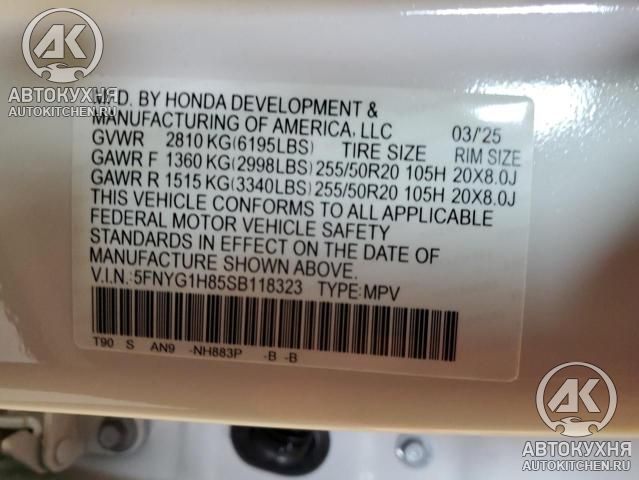 АК
АВТОКУХНЯ
AUTOKITCHEN.RU
MFD. BY HONDA DEVELOPMENT &
MANUFACTURING OF AMERICA, LLC 03/'25
GVWR 2810 KG(6195LBS) TIRE SIZE RIM SIZE
GAWR F 1360 KG(2998LBS) 255/50R20 105H 20X8.0J
GAWR R 1515 KG(3340LBS) 255/50R20 105H 20X8.0J
THIS VEHICLE CONFORMS TO ALL APPLICABLE
FEDERAL MOTOR VEHICLE SAFETY
STANDARDS IN EFFECT ON THE DATE OF
MANUFACTURE SHOWN ABOVE.
V.I.N.:5FNYG1H85SB118323 TYPE:MPV
T90 S AN9 -NH883P -B -B
АК
АВТОКУХНЯ
AUTOKITCHEN.RU